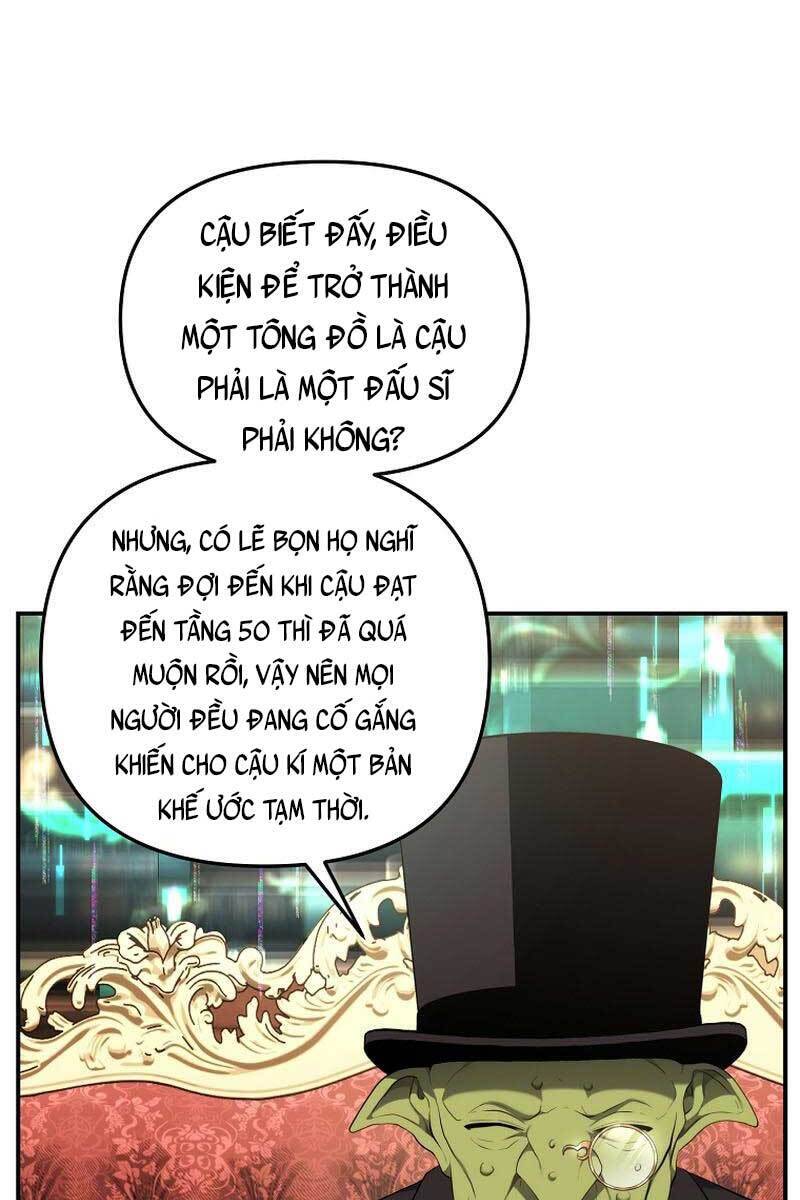 CẬU BIẾT ĐẤY, ĐIỀU
KIỆN ĐỂ TRỞ THÀNH
MỘT TÔNG ĐỒ LÀ CẬU
PHẢI LÀ MỘT ĐẤU SĨ
PHẢI KHÔNG?
NHƯNG, CÓ LẼ BỌN HỌ NGHĨ
RẰNG ĐỢI ĐẾN KHI CẬU ĐẠT
ĐẾN TẦNG 50 THÌ ĐÃ QUÁ
MUỘN RỒI, VẬY NÊN MỌI
NGƯỜI ĐỀU ĐANG CỐ GẮNG
KHIẾN CHO CẬU KÍ MỘT BẢN
KHẾ ƯỚC TẠM THỜI.